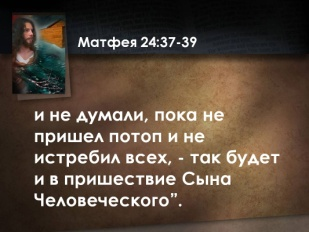 Матфея 24:37-39
и не думали, пока не
пришел потоп и не
истребил всех, - так будет
и в пришествие Сына
Человеческого”.